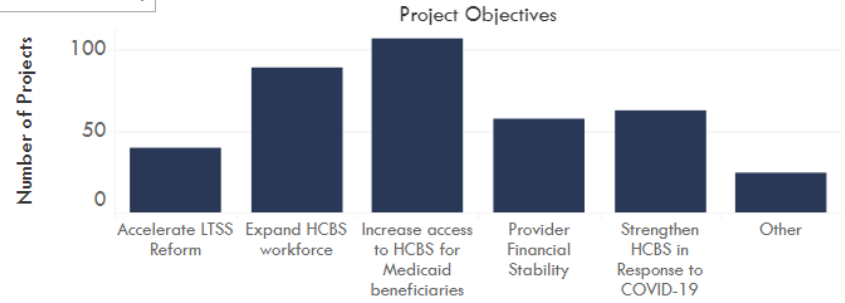 Project Objectives
Number of Projects
100
50
0
Accelerate LTSS Reform
Expand HCBS workforce
Increase access to HCBS for Medicaid beneficiaries
Provider Financial Stability
Strengthen HCBS in Response to COVID-19
Other